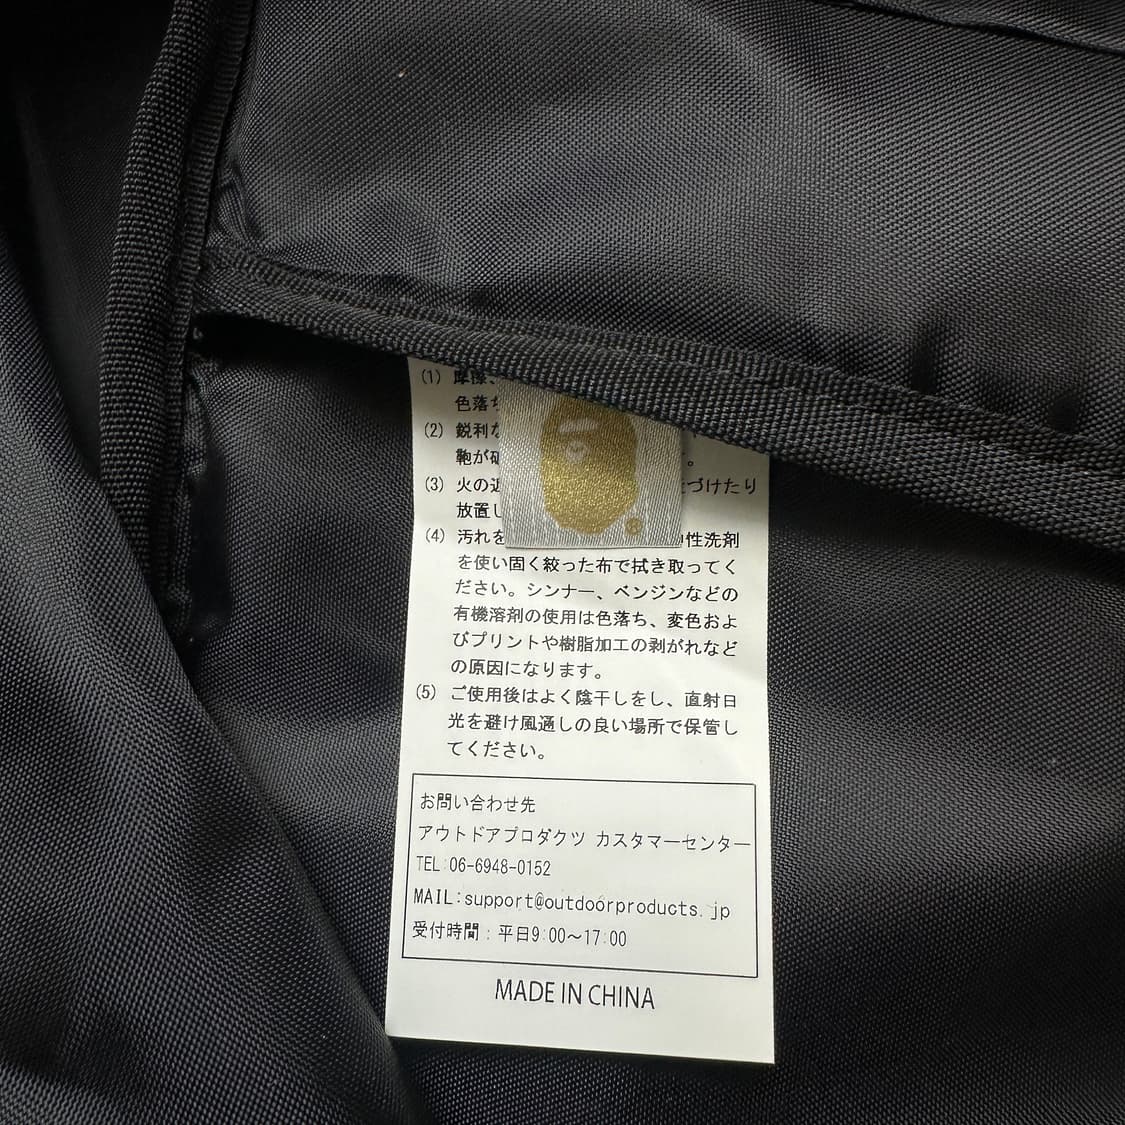 (1) 摩擦、
色落ち
(2) 鋭利な
鞄が破 。
(3) 火の近 づけたり
放置し
(4) 汚れを 中性洗剤
を使い固く絞った布で拭き取ってく
ださい。シンナー、ベンジンなどの
有機溶剤の使用は色落ち、変色およ
びプリントや樹脂加工の剥がれなど
の原因になります。
(5) ご使用後はよく陰干しをし、直射日
光を避け風通しの良い場所で保管し
てください。
お問い合わせ先
アウトドアプロダクツ カスタマーセンター
TEL:06-6948-0152
MAIL:support@outdoorproducts.jp
受付時間：平日9:00～17:00
MADE IN CHINA